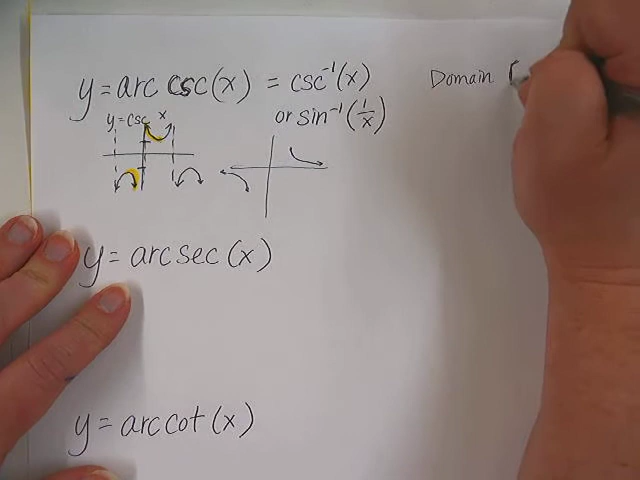 y = arc csc(x) = csc⁻¹(x)
or sin⁻¹(1/x)
Domain (
y = csc x
y = arcsec(x)
y = arccot(x)